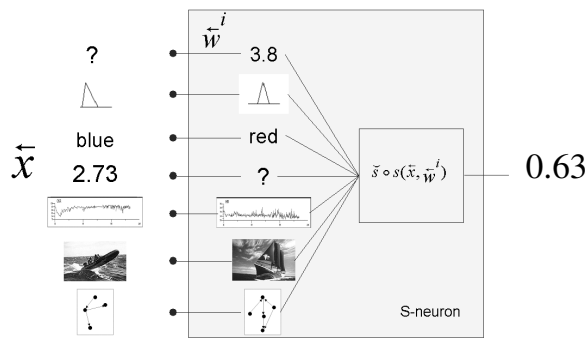 w⃖ⁱ
? 3.8
blue red
x⃖ 2.73 ?
š ∘ s(x⃖, w⃖ⁱ) 0.63
S-neuron